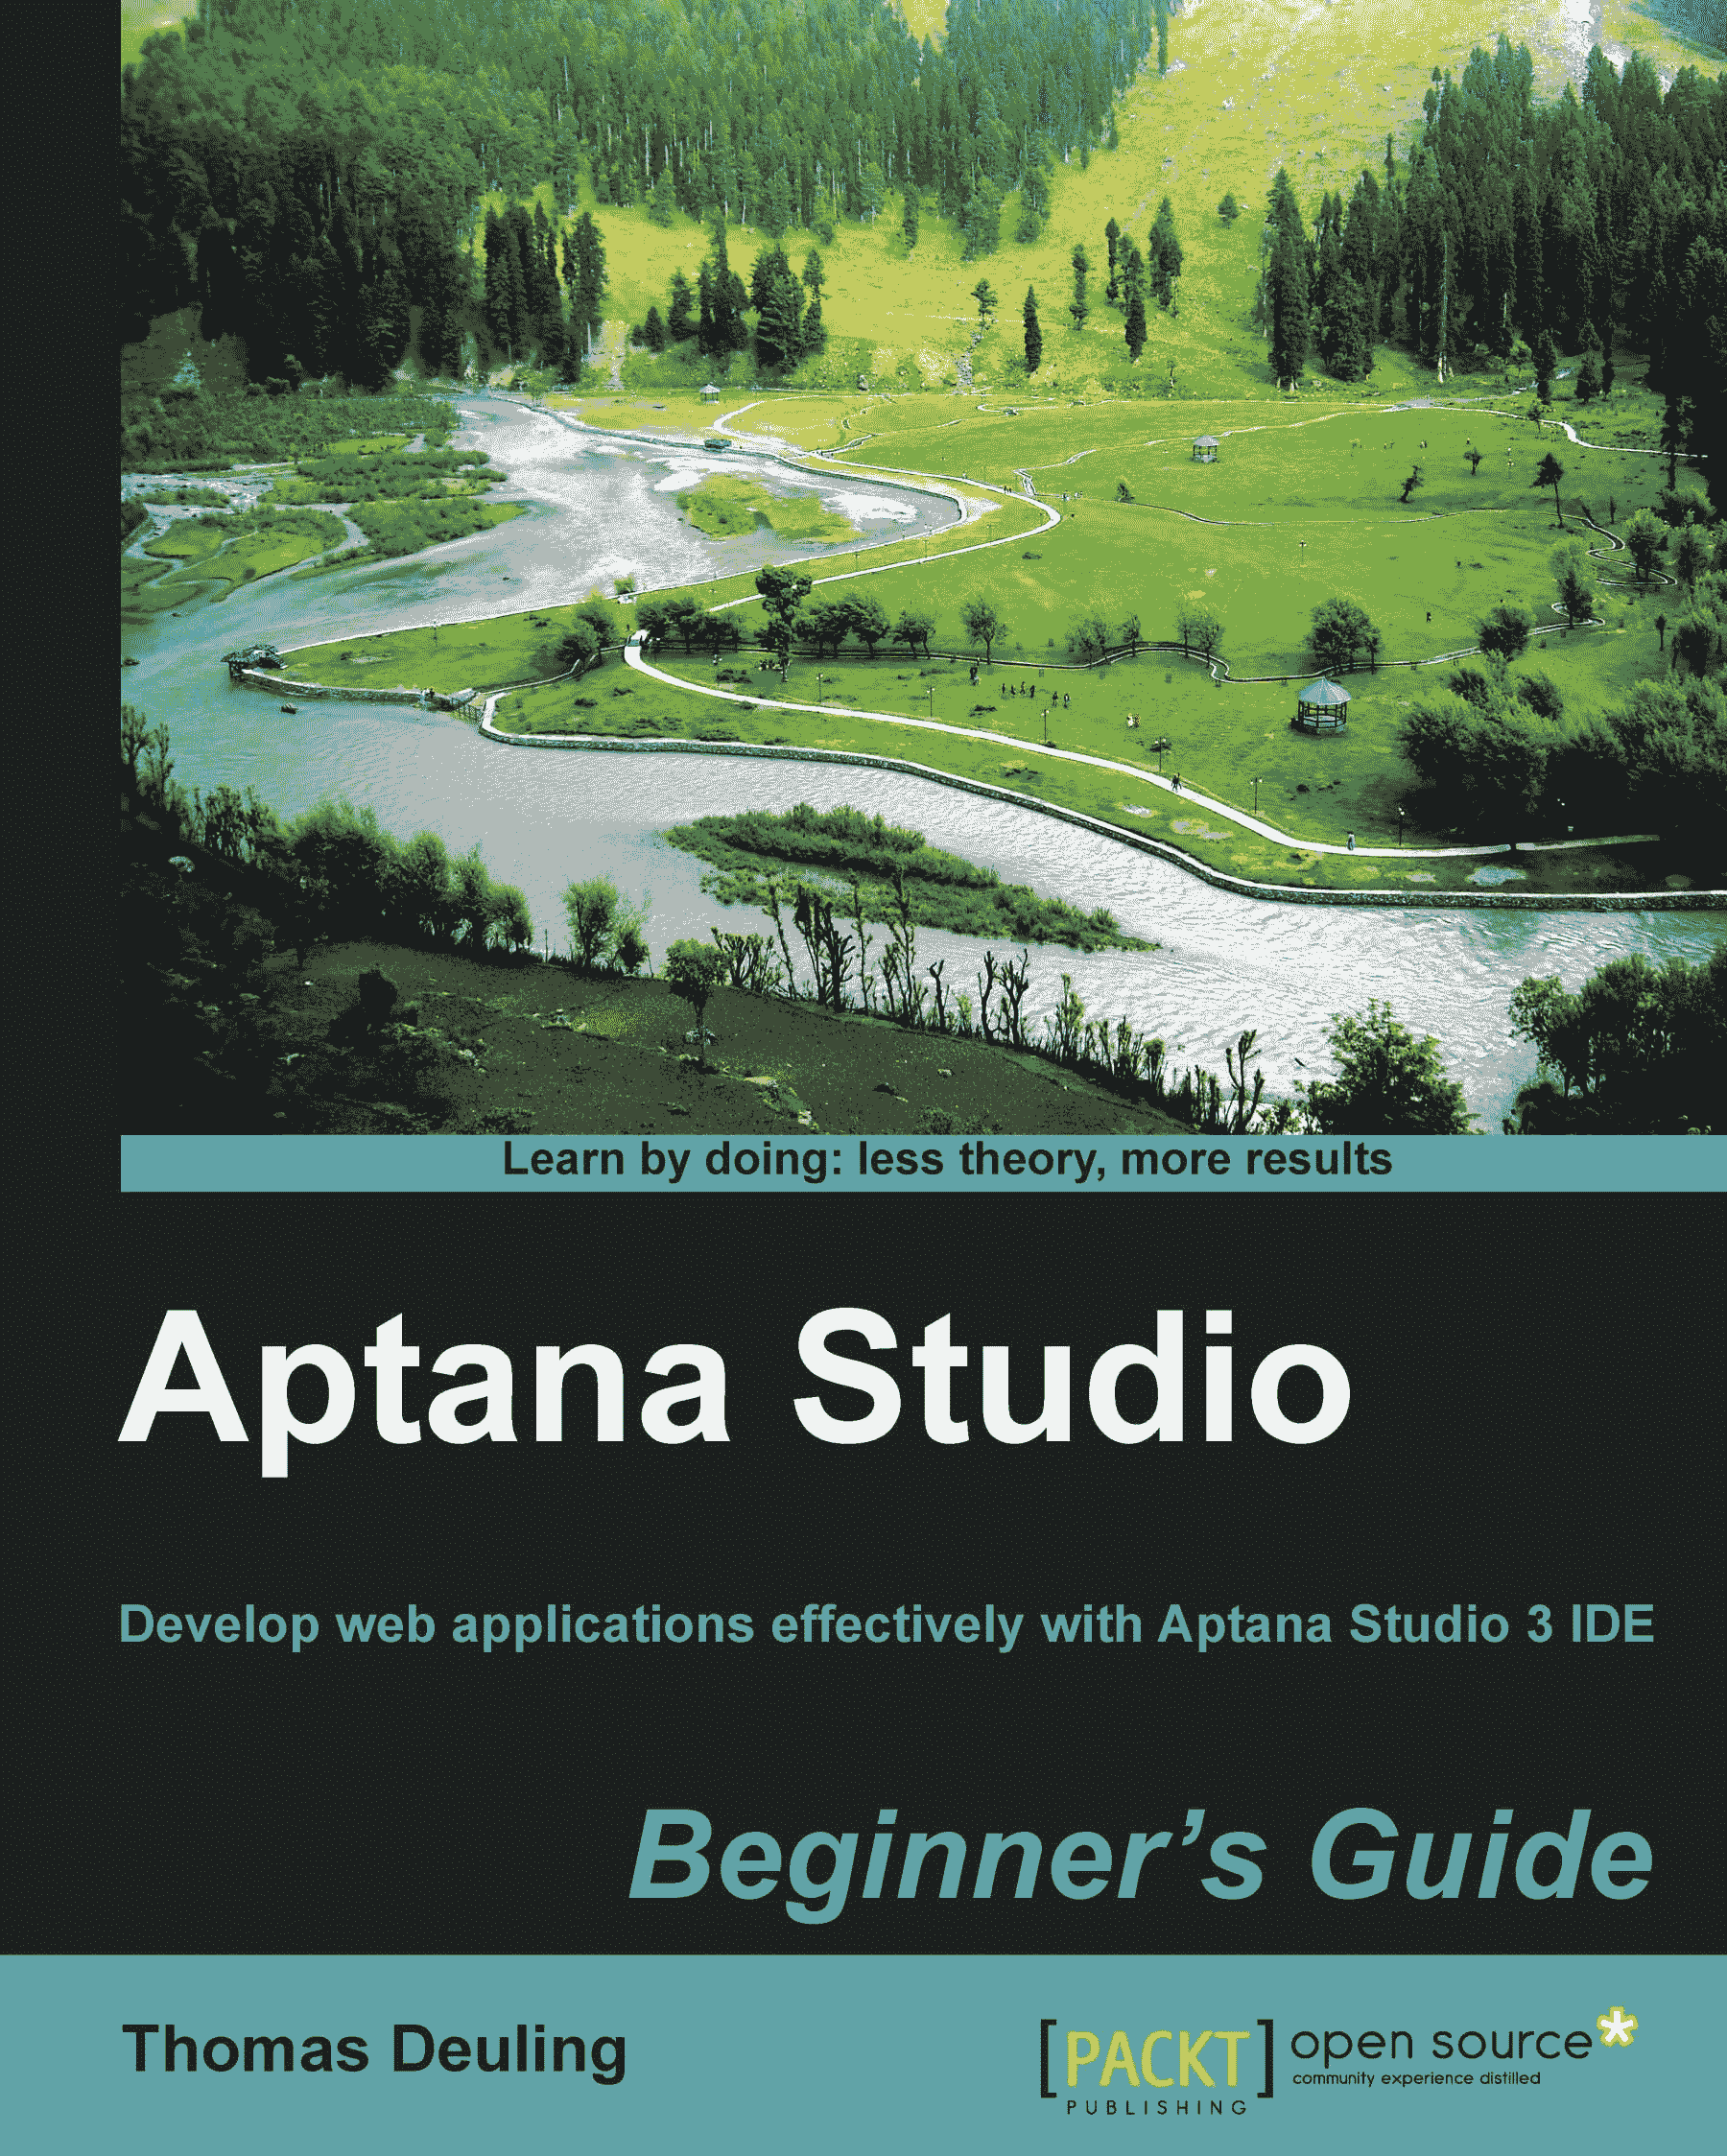 Learn by doing: less theory, more results
Aptana Studio
Develop web applications effectively with Aptana Studio 3 IDE
Beginner’s Guide
Thomas Deuling
[PACKT]
PUBLISHING
open source*
community experience distilled